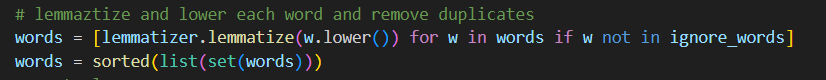 # lemmaztize and lower each word and remove duplicates
words = [lemmatizer.lemmatize(w.lower()) for w in words if w not in ignore_words]
words = sorted(list(set(words)))